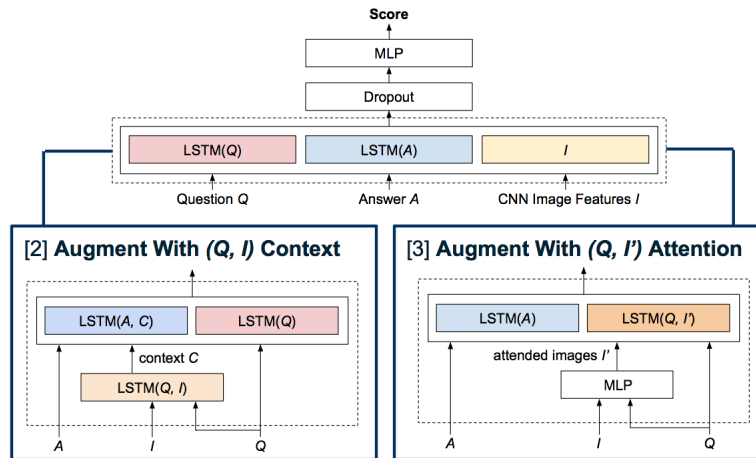 Score
MLP
Dropout
LSTM(Q) LSTM(A) I
Question Q Answer A CNN Image Features I
[2] Augment With (Q, I) Context
LSTM(A, C) LSTM(Q)
context C
LSTM(Q, I)
A I Q
[3] Augment With (Q, I’) Attention
LSTM(A) LSTM(Q, I’)
attended images I’
MLP
A I Q